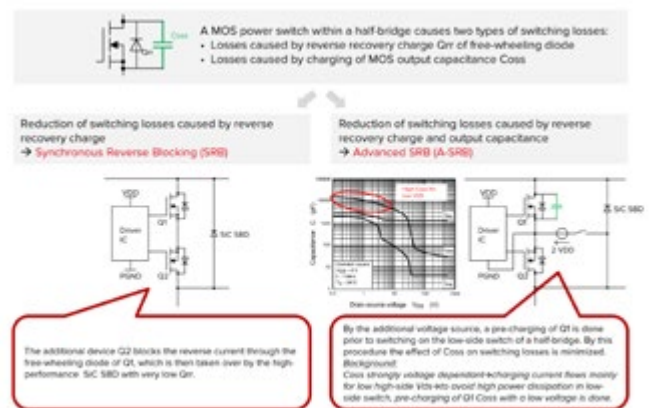 A MOS power switch within a half-bridge causes two types of switching losses:
• Losses caused by reverse recovery charge Qrr of free-wheeling diode
• Losses caused by charging of MOS output capacitance Coss
Coss
Qrr
Reduction of switching losses caused by reverse
recovery charge
→ Synchronous Reverse Blocking (SRB)
Reduction of switching losses caused by reverse
recovery charge and output capacitance
→ Advanced SRB (A-SRB)
VDD
Driver
IC
PGND
Q1
Q2
SiC SBD
Capacitance C (pF)
Drain-source voltage
VDD
Driver
IC
PGND
Q1
Q2
2 VDD
SiC SBD
The additional device Q2 blocks the reverse current through the
free-wheeling diode of Q1, which is then taken over by the high-
performance SiC SBD with very low Qrr.
By the additional voltage source, a pre-charging of Q1 is done
prior to switching on the low-side switch of a half-bridge. By this
procedure the effect of Coss on switching losses is minimized.
Background:
Coss strongly voltage dependent→charging current flows mainly
for low high-side Vds→to avoid high power dissipation in low-
side switch, pre-charging of Q1 Coss with a low voltage is done.